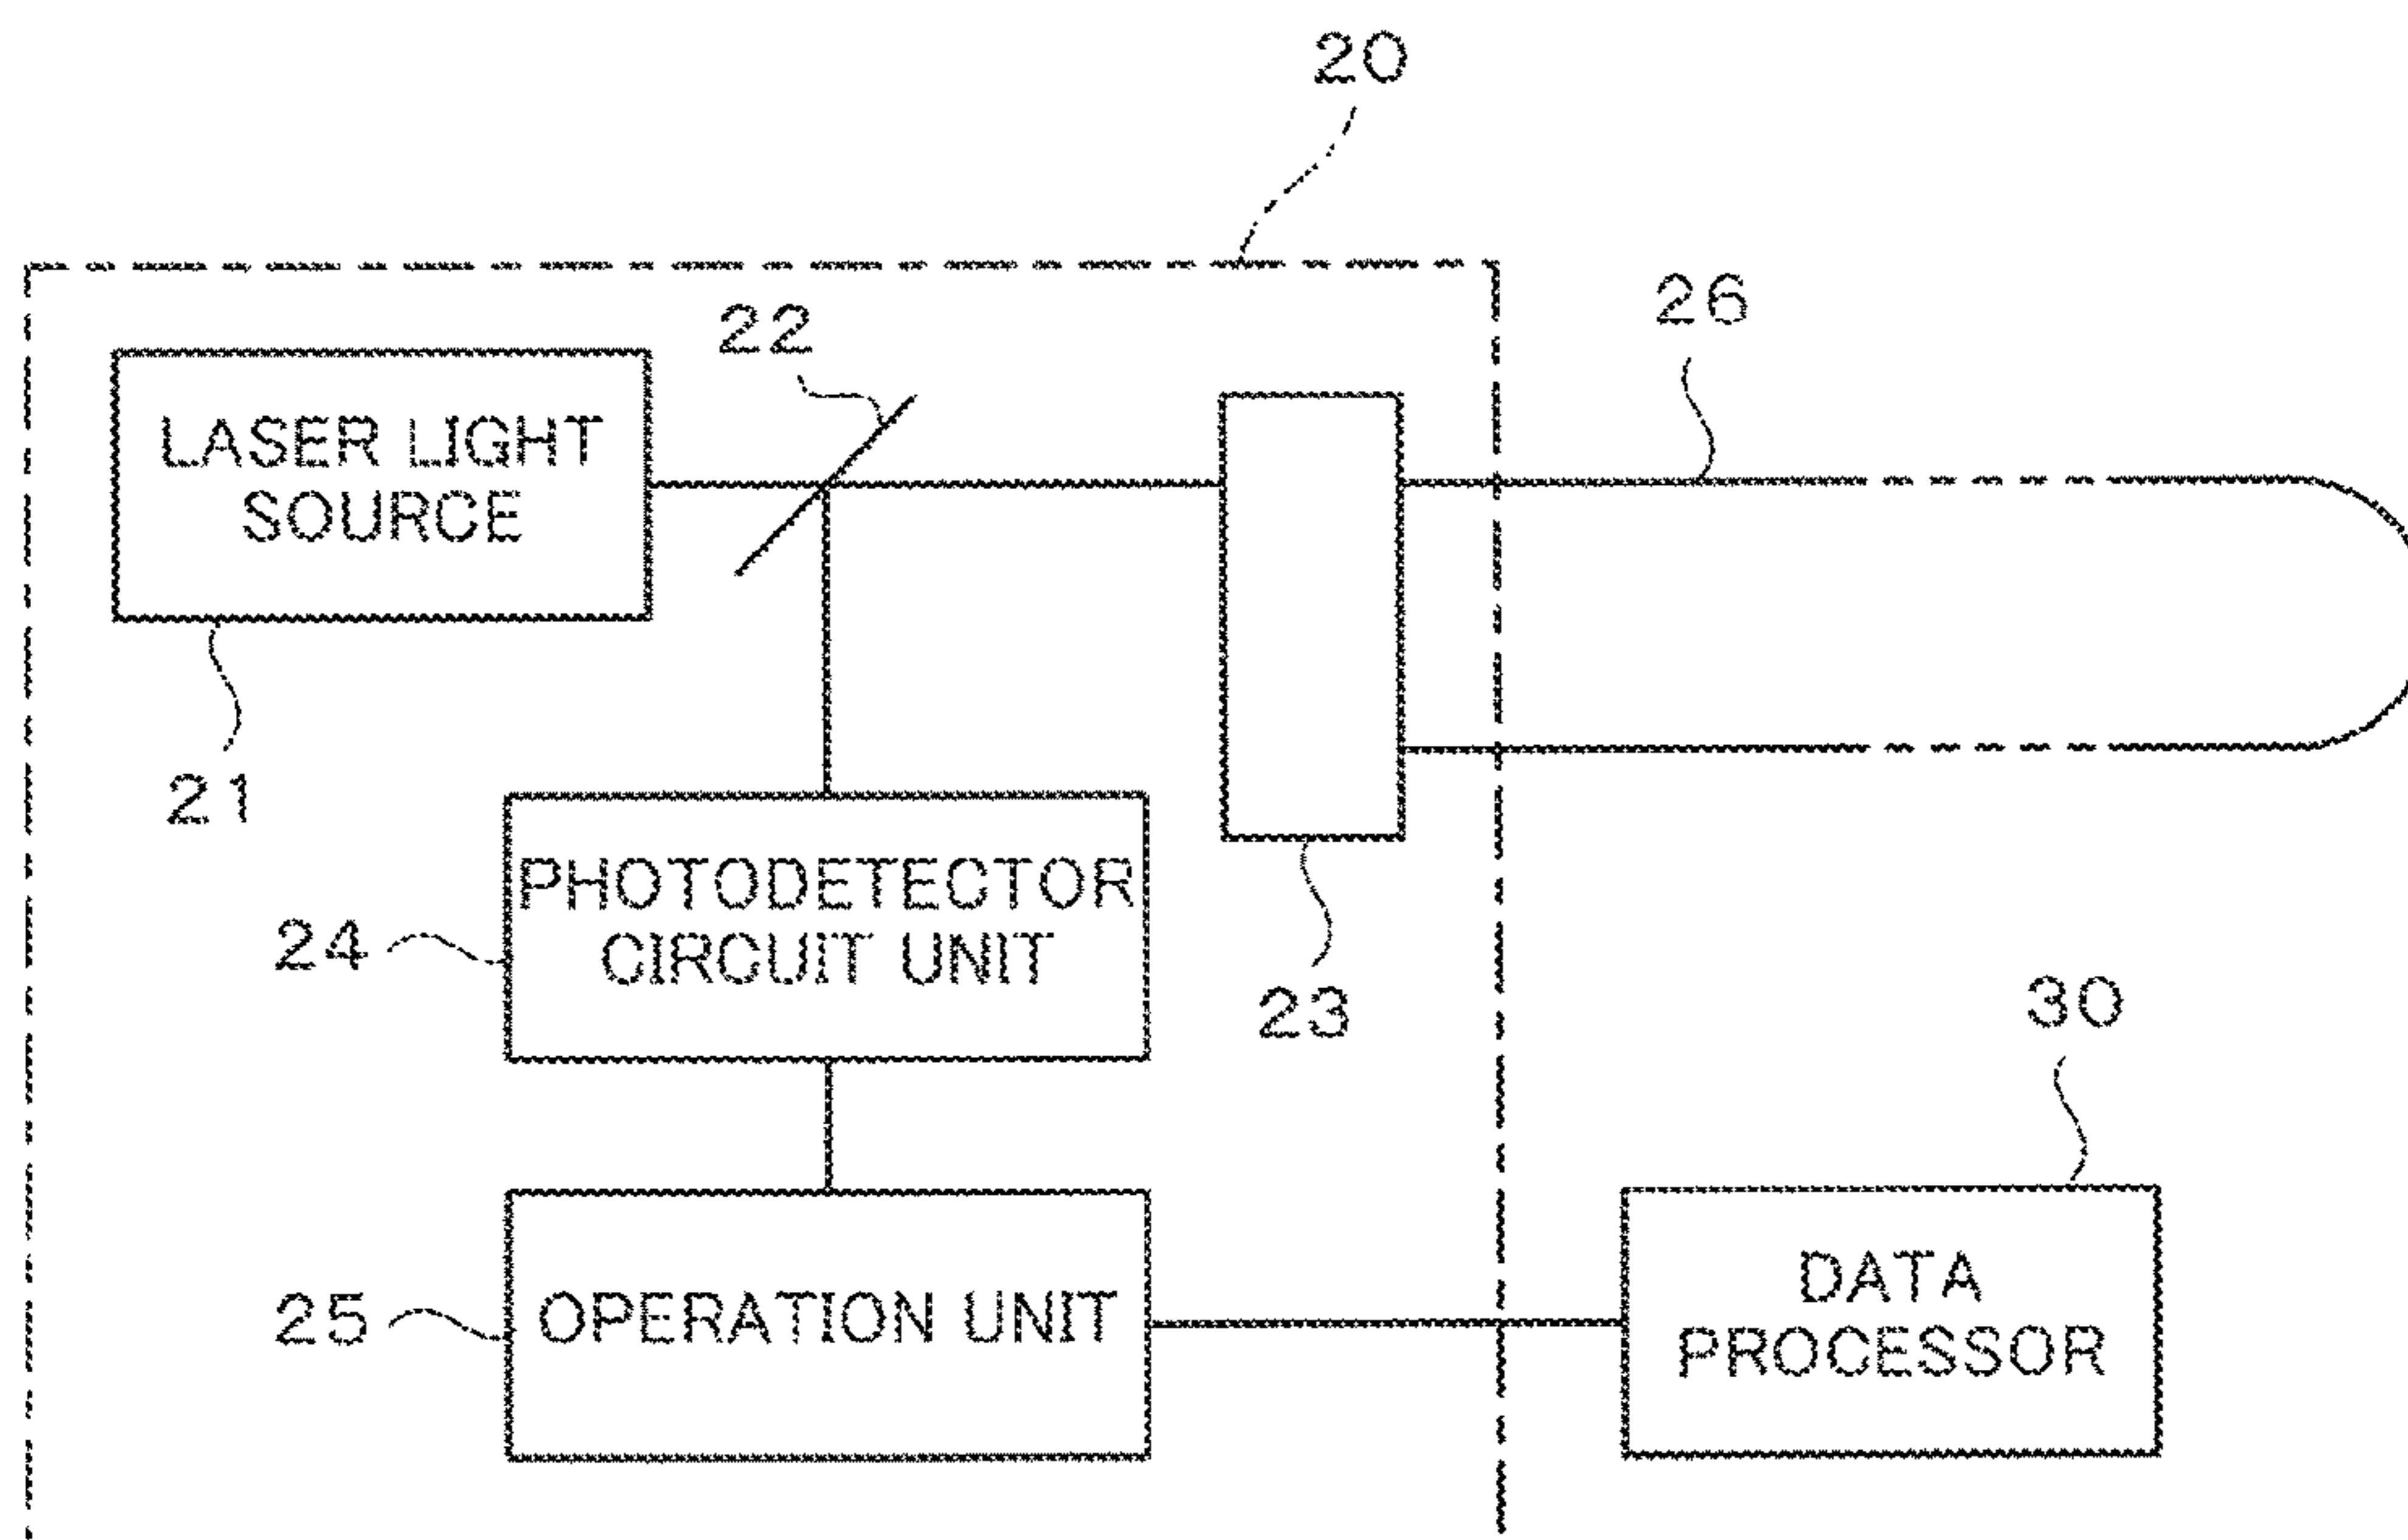 20
26
22
LASER LIGHT
SOURCE
21
PHOTODETECTOR
CIRCUIT UNIT
24
23
30
25
OPERATION UNIT
DATA
PROCESSOR